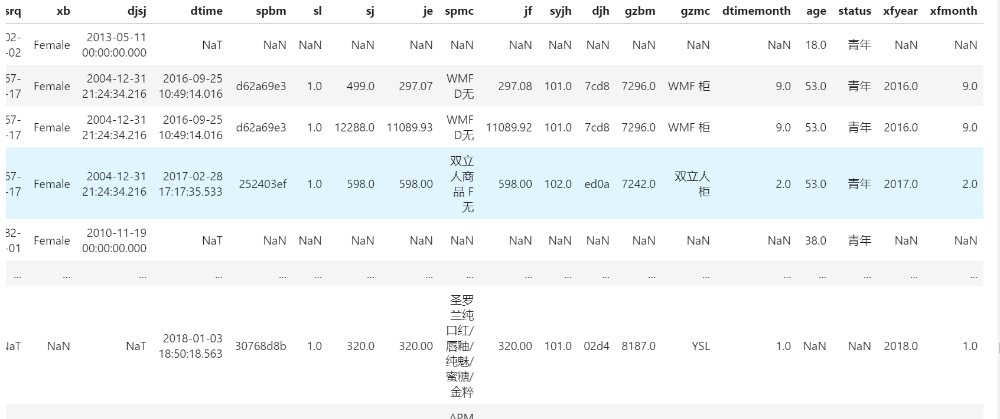 srq xb djsj dtime spbm sl sj je spmc jf syjh djh gzbm gzmc dtimemonth age status xfyear xfmonth
02-
-02 Female 2013-05-11
00:00:00.000 NaT NaN NaN NaN NaN NaN NaN NaN NaN NaN NaN NaN 18.0 青年 NaN NaN
67-
-17 Female 2004-12-31
21:24:34.216 2016-09-25
10:49:14.016 d62a69e3 1.0 499.0 297.07 WMF
D无 297.08 101.0 7cd8 7296.0 WMF 柜 9.0 53.0 青年 2016.0 9.0
67-
-17 Female 2004-12-31
21:24:34.216 2016-09-25
10:49:14.016 d62a69e3 1.0 12288.0 11089.93 WMF
D无 11089.92 101.0 7cd8 7296.0 WMF 柜 9.0 53.0 青年 2016.0 9.0
67-
-17 Female 2004-12-31
21:24:34.216 2017-02-28
17:17:35.533 252403ef 1.0 598.0 598.00 双立
人商
品 F
无 598.00 102.0 ed0a 7242.0 双立人
柜 2.0 53.0 青年 2017.0 2.0
82-
-01 Female 2010-11-19
00:00:00.000 NaT NaN NaN NaN NaN NaN NaN NaN NaN NaN NaN NaN 38.0 青年 NaN NaN
... ... ... ... ... ... ... ... ... ... ... ... ... ... ... ... ... ... ...
NaT NaN NaT 2018-01-03
18:50:18.563 30768d8b 1.0 320.0 320.00 圣罗
兰纯
口红/
唇釉/
纯魅/
蜜糖/
金粹 320.00 101.0 02d4 8187.0 YSL 1.0 NaN NaN 2018.0 1.0
APM